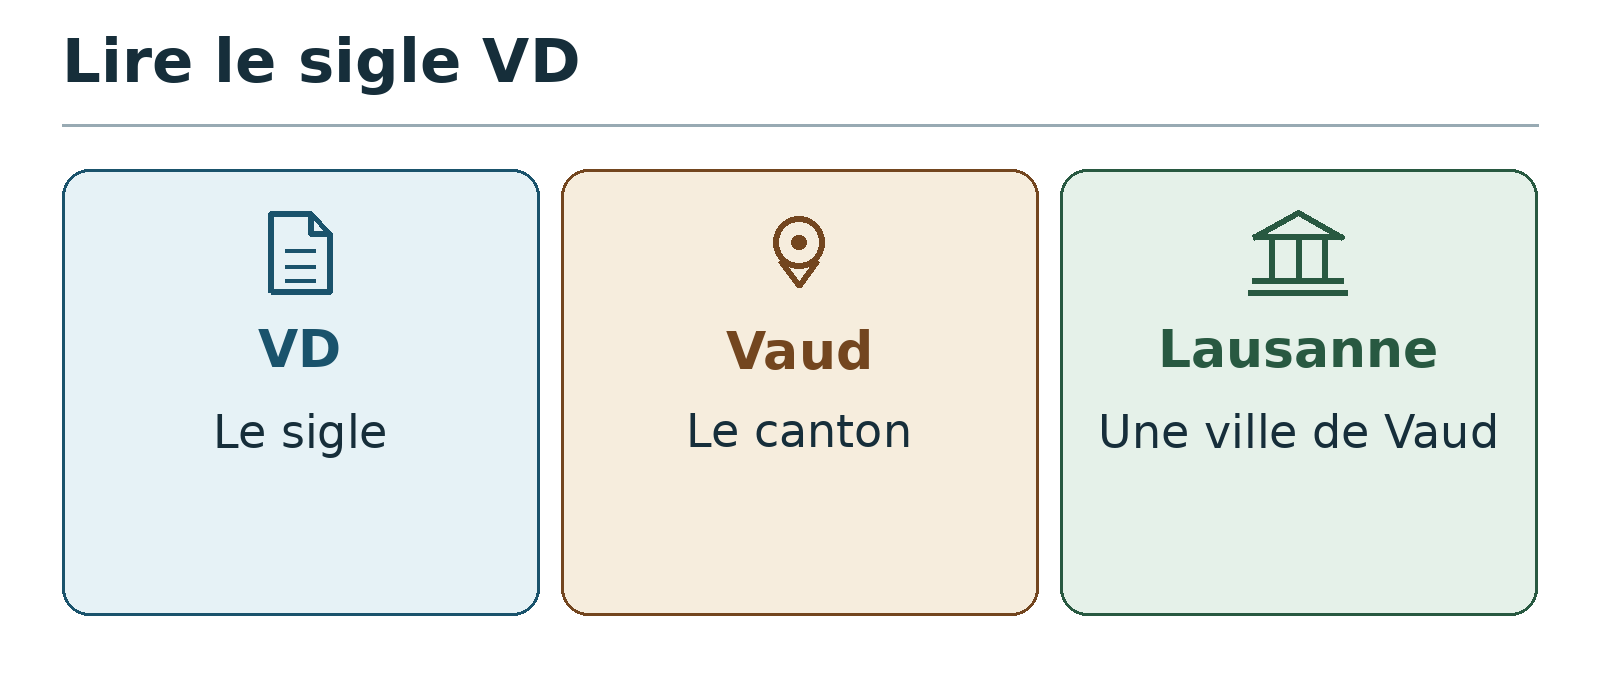 Lire le sigle VD
VD
Le sigle
Vaud
Le canton
Lausanne
Une ville de Vaud